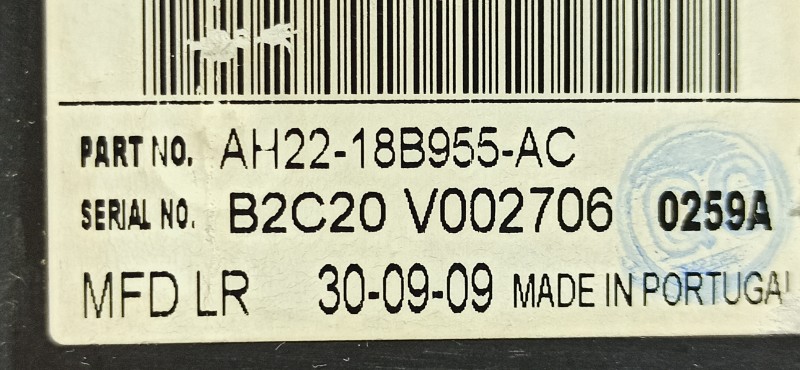 PART NO. AH22-18B955-AC
SERIAL NO. B2C20 V002706 0259A
MFD LR 30-09-09 MADE IN PORTUGAL